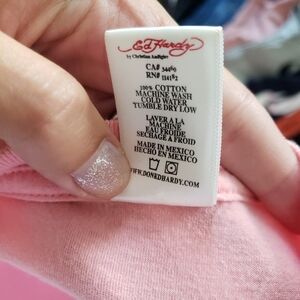 Ed Hardy
by Christian Audigier
CA# 34469
RN# 114182
100% COTTON
MACHINE WASH
COLD WATER
TUMBLE DRY LOW
LAVER A LA
MACHINE
EAU FROIDE
SECHAGE A FROID
MADE IN MEXICO
HECHO EN MEXICO
WWW.DONEDHARDY.COM